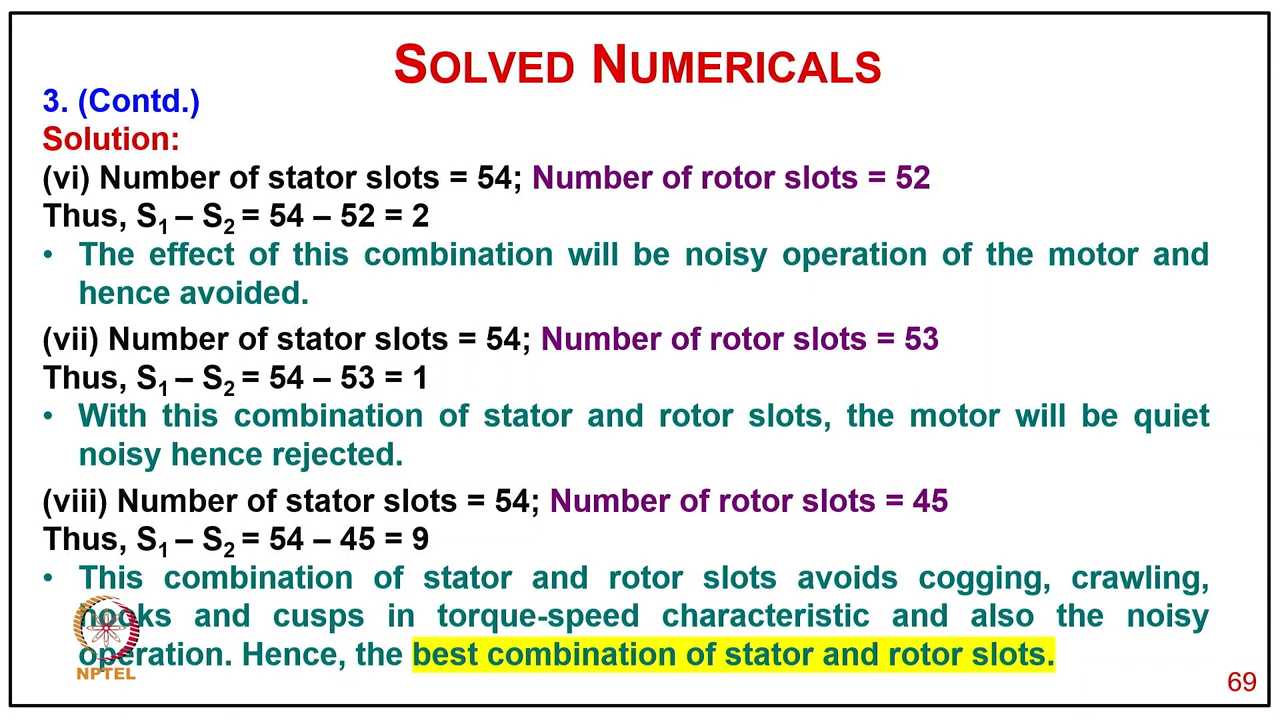 SOLVED NUMERICALS
3. (Contd.)
Solution:
(vi) Number of stator slots = 54; Number of rotor slots = 52
Thus, S1 – S2 = 54 – 52 = 2
• The effect of this combination will be noisy operation of the motor and
hence avoided.
(vii) Number of stator slots = 54; Number of rotor slots = 53
Thus, S1 – S2 = 54 – 53 = 1
• With this combination of stator and rotor slots, the motor will be quiet
noisy hence rejected.
(viii) Number of stator slots = 54; Number of rotor slots = 45
Thus, S1 – S2 = 54 – 45 = 9
• This combination of stator and rotor slots avoids cogging, crawling,
hooks and cusps in torque-speed characteristic and also the noisy
operation. Hence, the best combination of stator and rotor slots.
NPTEL
69